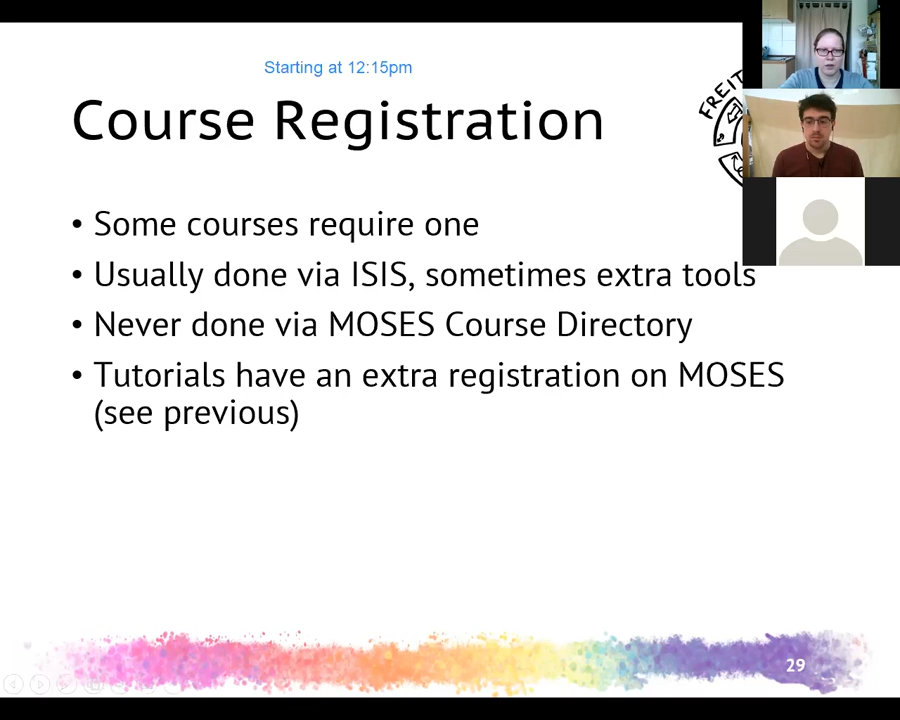 Starting at 12:15pm
FREIT
Course Registration
• Some courses require one
• Usually done via ISIS, sometimes extra tools
• Never done via MOSES Course Directory
• Tutorials have an extra registration on MOSES
(see previous)
29